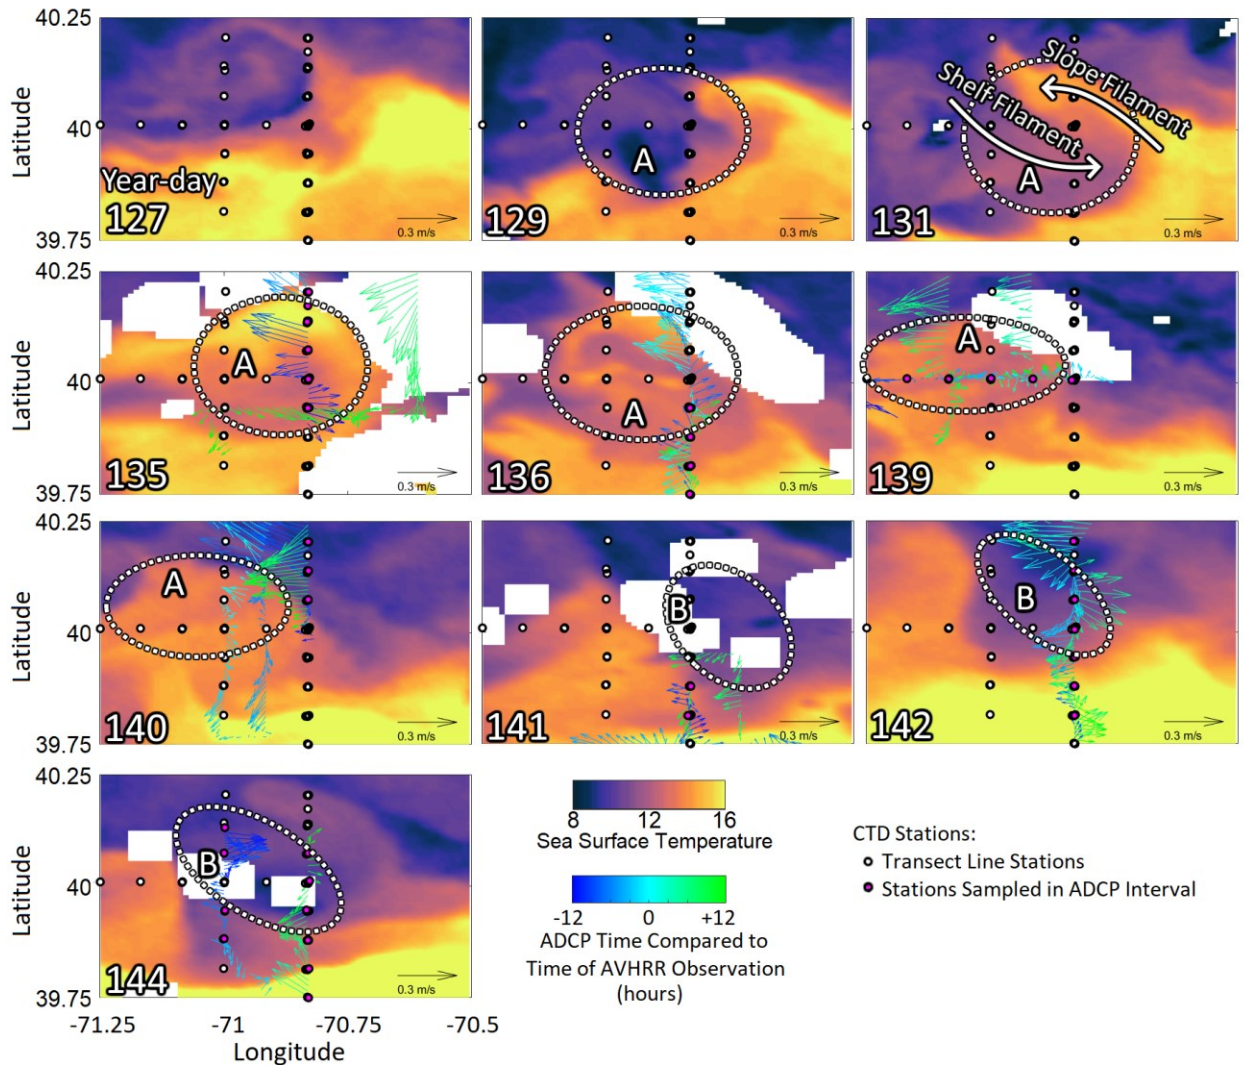 40.25
Latitude
40
39.75
Year-day
127
0.3 m/s
A
129
0.3 m/s
Slope Filament
Shelf Filament
A
131
0.3 m/s
40.25
Latitude
40
39.75
A
135
0.3 m/s
A
136
0.3 m/s
A
139
0.3 m/s
40.25
Latitude
40
39.75
A
140
0.3 m/s
B
141
0.3 m/s
B
142
0.3 m/s
40.25
Latitude
40
39.75
B
144
0.3 m/s
-71.25 -71 -70.75 -70.5
Longitude
8 12 16
Sea Surface Temperature
-12 0 +12
ADCP Time Compared to
Time of AVHRR Observation
(hours)
CTD Stations:
Transect Line Stations
Stations Sampled in ADCP Interval